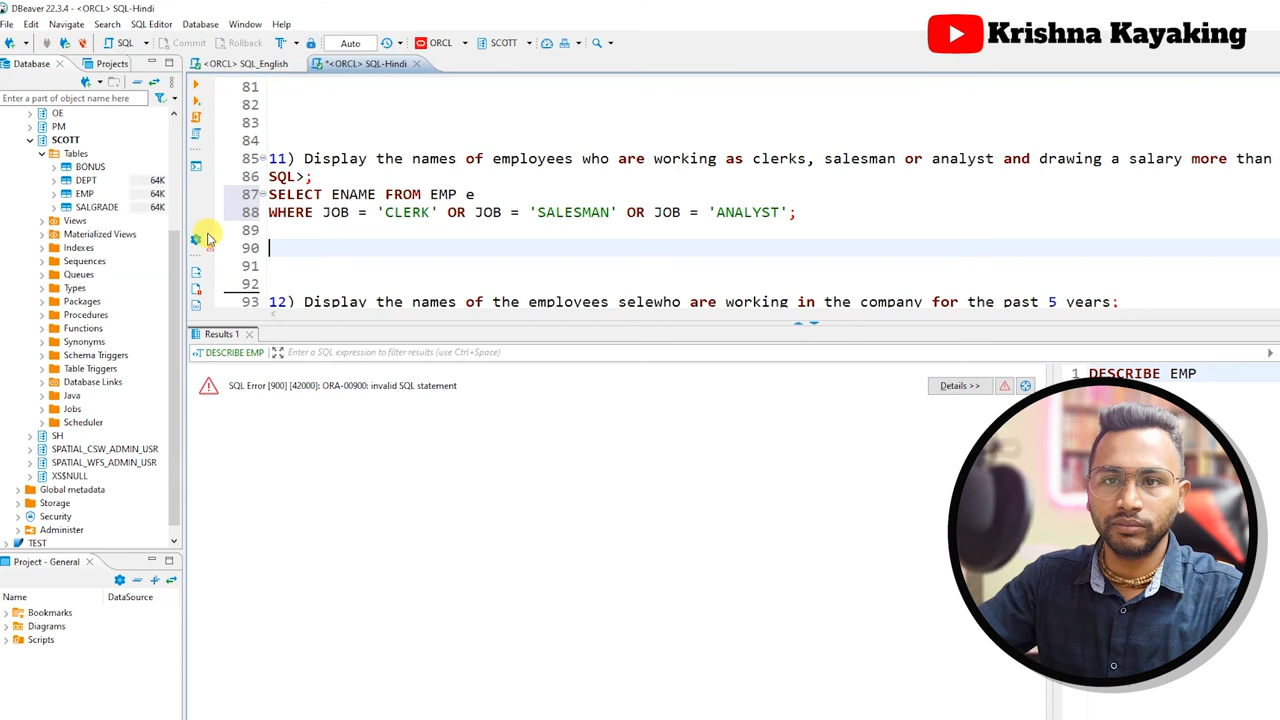 DBeaver 22.3.4 - <ORCL> SQL-Hindi
File Edit Navigate Search SQL Editor Database Window Help
SQL Commit Rollback Auto ORCL SCOTT
Krishna Kayaking
Database Projects
<ORCL> SQL_English *<ORCL> SQL-Hindi
Enter a part of object name here
OE
PM
SCOTT
Tables
BONUS
DEPT 64K
EMP 64K
SALGRADE 64K
Views
Materialized Views
Indexes
Sequences
Queues
Types
Packages
Procedures
Functions
Synonyms
Schema Triggers
Table Triggers
Database Links
Java
Jobs
Scheduler
SH
SPATIAL_CSW_ADMIN_USR
SPATIAL_WFS_ADMIN_USR
XS$NULL
Global metadata
Storage
Security
Administer
TEST
Project - General
Name DataSource
Bookmarks
Diagrams
Scripts
81
82
83
84
85 11) Display the names of employees who are working as clerks, salesman or analyst and drawing a salary more than
86 SQL>;
87 SELECT ENAME FROM EMP e
88 WHERE JOB = 'CLERK' OR JOB = 'SALESMAN' OR JOB = 'ANALYST';
89
90
91
92
93 12) Display the names of the employees selewho are working in the company for the past 5 years;
Results 1
DESCRIBE EMP Enter a SQL expression to filter results (use Ctrl+Space)
SQL Error [900] [42000]: ORA-00900: invalid SQL statement
Details >>
1 DESCRIBE EMP